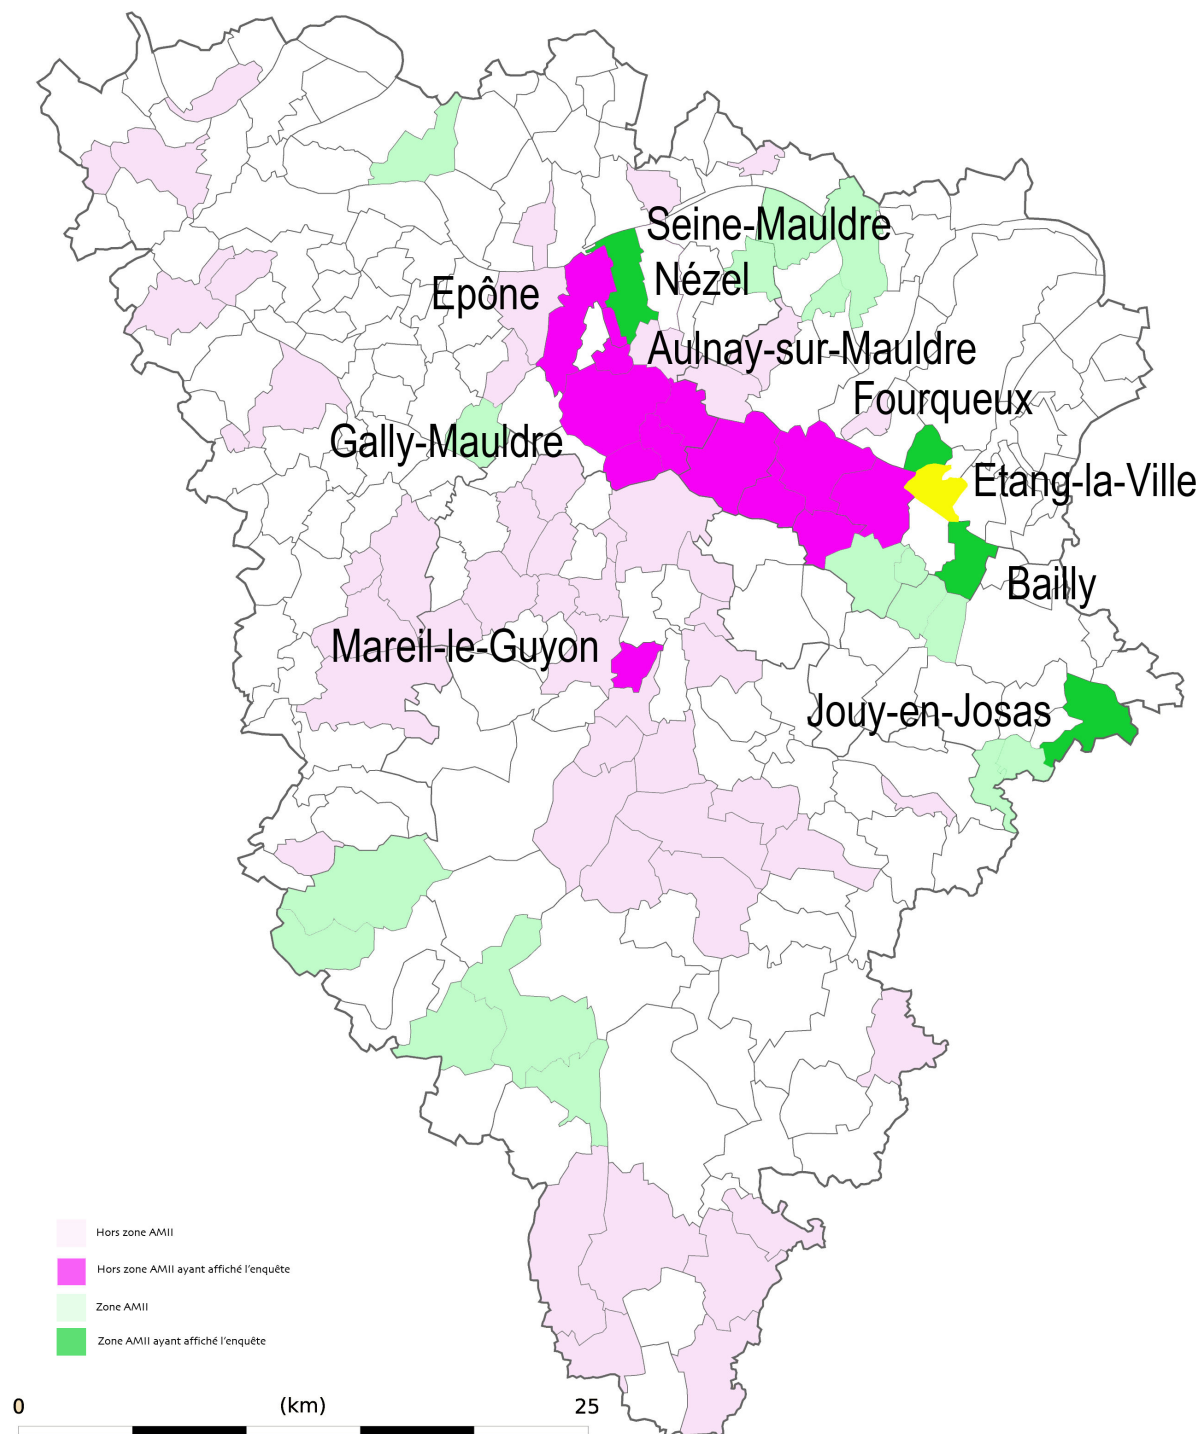 Seine-Mauldre
Nézel
Epône
Aulnay-sur-Mauldre
Fourqueux
Gally-Mauldre
Etang-la-Ville
Bailly
Mareil-le-Guyon
Jouy-en-Josas
Hors zone AMII
Hors zone AMII ayant affiché l'enquête
Zone AMII
Zone AMII ayant affiché l'enquête
0 (km) 25